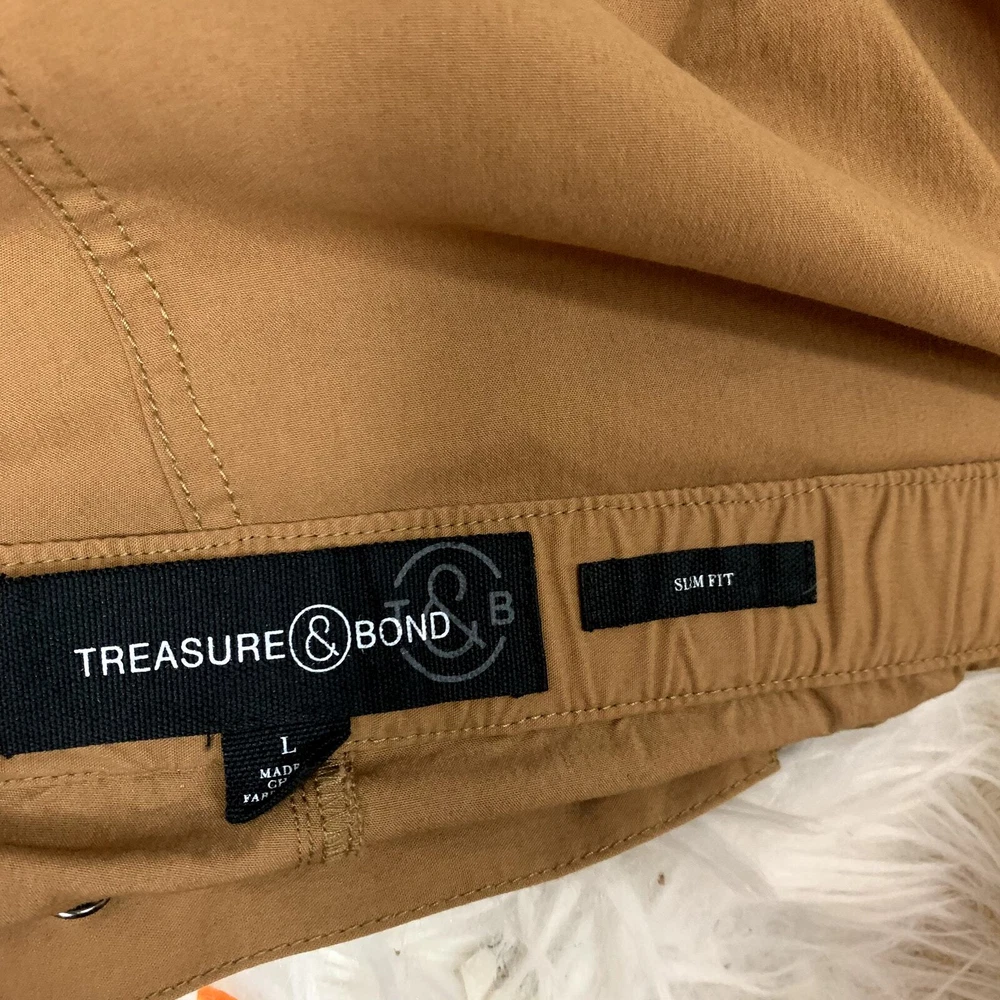 TREASURE & BOND
T & B
SLIM FIT
L
MADE